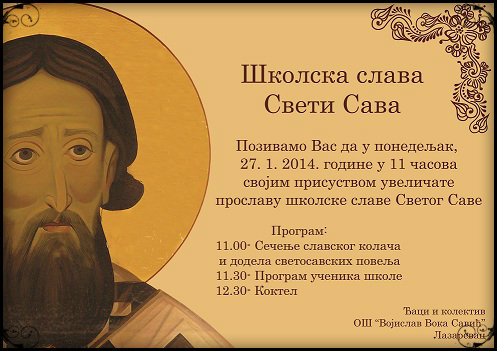 Школска слава
Свети Сава
Позивамо Вас да у понедељак,
27. 1. 2014. године у 11 часова
својим присуством увеличате
прославу школске славе Светог Саве
Програм:
11.00- Сечење славског колача
и додела светосавских повеља
11.30- Програм ученика школе
12.30- Коктел
Ђаци и колектив
ОШ "Војислав Вока Савић"
Лазаревац